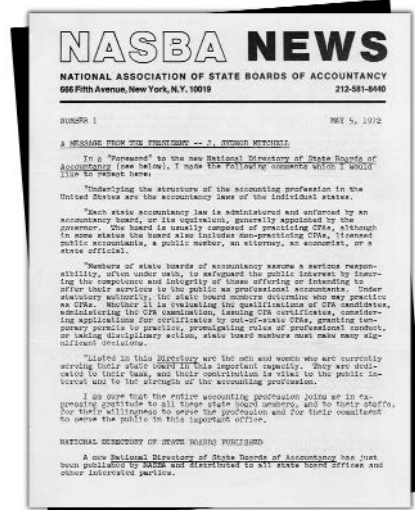 NASBA NEWS
NATIONAL ASSOCIATION OF STATE BOARDS OF ACCOUNTANCY
666 Fifth Avenue, New York, N.Y. 10019 212-581-8440
NUMBER 1 MAY 5, 1972
A MESSAGE FROM THE PRESIDENT -- J. SYDNOR MITCHELL
In a "Foreword" to the new National Directory of State Boards of
Accountancy (see below), I made the following comments which I would
like to repeat here:
"Underlying the structure of the accounting profession in the
United States are the accountancy laws of the individual states.
"Each state accountancy law is administered and enforced by an
accountancy board, or its equivalent, generally appointed by the
governor. The board is usually composed of practicing CPAs, although
in some states the board also includes non-practicing CPAs, licensed
public accountants, a public member, an attorney, an economist, or a
state official.
"Members of state boards of accountancy assume a serious respon-
sibility, often under oath, to safeguard the public interest by insur-
ing the competence and integrity of those offering or intending to
offer their services to the public as professional accountants. Under
statutory authority, the state board members determine who may practice
as CPAs. Whether it is evaluating the qualifications of CPA candidates,
administering the CPA examination, issuing CPA certificates, consider-
ing applications for certificates by out-of-state CPAs, granting tem-
porary permits to practice, promulgating rules of professional conduct,
or taking disciplinary action, state board members must make many sig-
nificant decisions.
"Listed in this Directory are the men and women who are currently
serving their state board in this important capacity. They are dedi-
cated to their task, and their contribution is vital to the public in-
terest and to the strength of the accounting profession.
I am sure that the entire accounting profession joins me in ex-
pressing gratitude to all these state board members, and to their staffs,
for their willingness to serve the profession and for their commitment
to serve the public in this important office.
NATIONAL DIRECTORY OF STATE BOARDS PUBLISHED
A new National Directory of State Boards of Accountancy has just
been published by NASBA and distributed to all state board offices and
other interested parties.